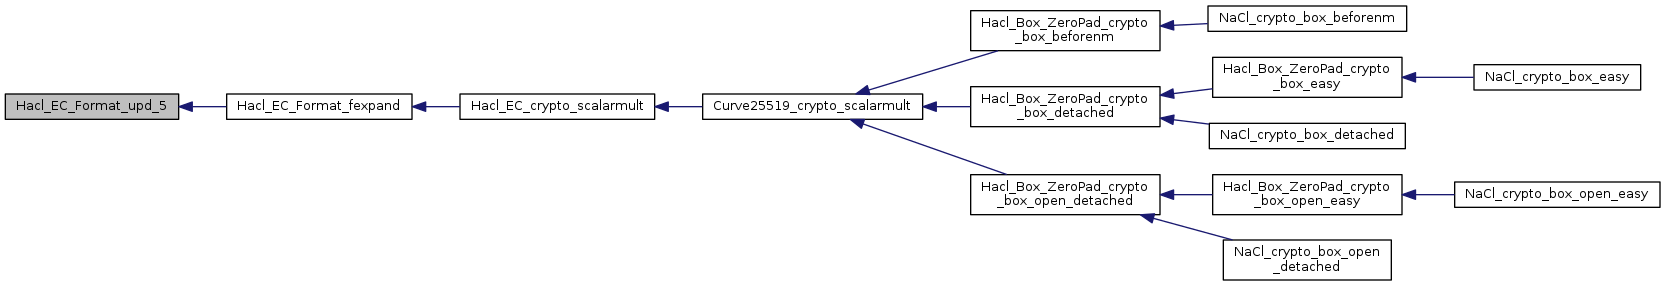 Hacl_EC_Format_upd_5
Hacl_EC_Format_fexpand
Hacl_EC_crypto_scalarmult
Curve25519_crypto_scalarmult
Hacl_Box_ZeroPad_crypto
_box_beforenm
NaCl_crypto_box_beforenm
Hacl_Box_ZeroPad_crypto
_box_detached
Hacl_Box_ZeroPad_crypto
_box_easy
NaCl_crypto_box_easy
NaCl_crypto_box_detached
Hacl_Box_ZeroPad_crypto
_box_open_detached
Hacl_Box_ZeroPad_crypto
_box_open_easy
NaCl_crypto_box_open_easy
NaCl_crypto_box_open
_detached